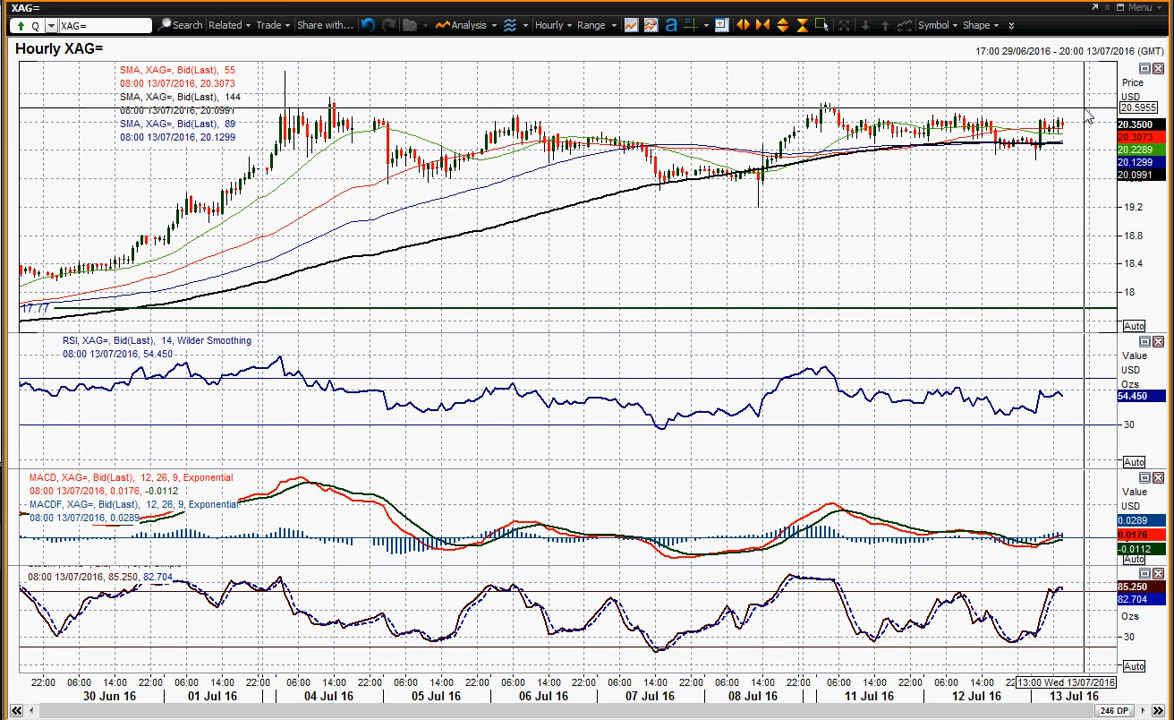 XAG=
Menu
Q XAG= Search Related Trade Share with... Analysis Hourly Range a Symbol Shape
Hourly XAG=
17:00 29/06/2016 - 20:00 13/07/2016 (GMT)
SMA, XAG=, Bid(Last), 55
08:00 13/07/2016, 20.3073
SMA, XAG=, Bid(Last), 144
08:00 13/07/2016, 20.0991
SMA, XAG=, Bid(Last), 89
08:00 13/07/2016, 20.1299
Price
USD
20.5955
20.3500
20.3073
20.2289
20.1299
20.0991
19.2
18.8
18.4
18
17.77
Auto
RSI, XAG=, Bid(Last), 14, Wilder Smoothing
08:00 13/07/2016, 54.450
Value
USD
Ozs
54.450
30
Auto
MACD, XAG=, Bid(Last), 12, 26, 9, Exponential
08:00 13/07/2016, 0.0176, -0.0112
MACDF, XAG=, Bid(Last), 12, 26, 9, Exponential
08:00 13/07/2016, 0.0289
Value
USD
0.0289
0.0176
-0.0112
Auto
08:00 13/07/2016, 85.250, 82.704
85.250
82.704
Ozs
30
Auto
22:00 06:00 14:00 22:00 06:00 14:00 22:00 06:00 14:00 22:00 06:00 14:00 22:00 06:00 14:00 22:00 06:00 14:00 22:00 06:00 14:00 22:00 06:00 14:00 22:00 06:00 14:00 22 13:00 Wed 13/07/2016
30 Jun 16 01 Jul 16 04 Jul 16 05 Jul 16 06 Jul 16 07 Jul 16 08 Jul 16 11 Jul 16 12 Jul 16 13 Jul 16
246 DP